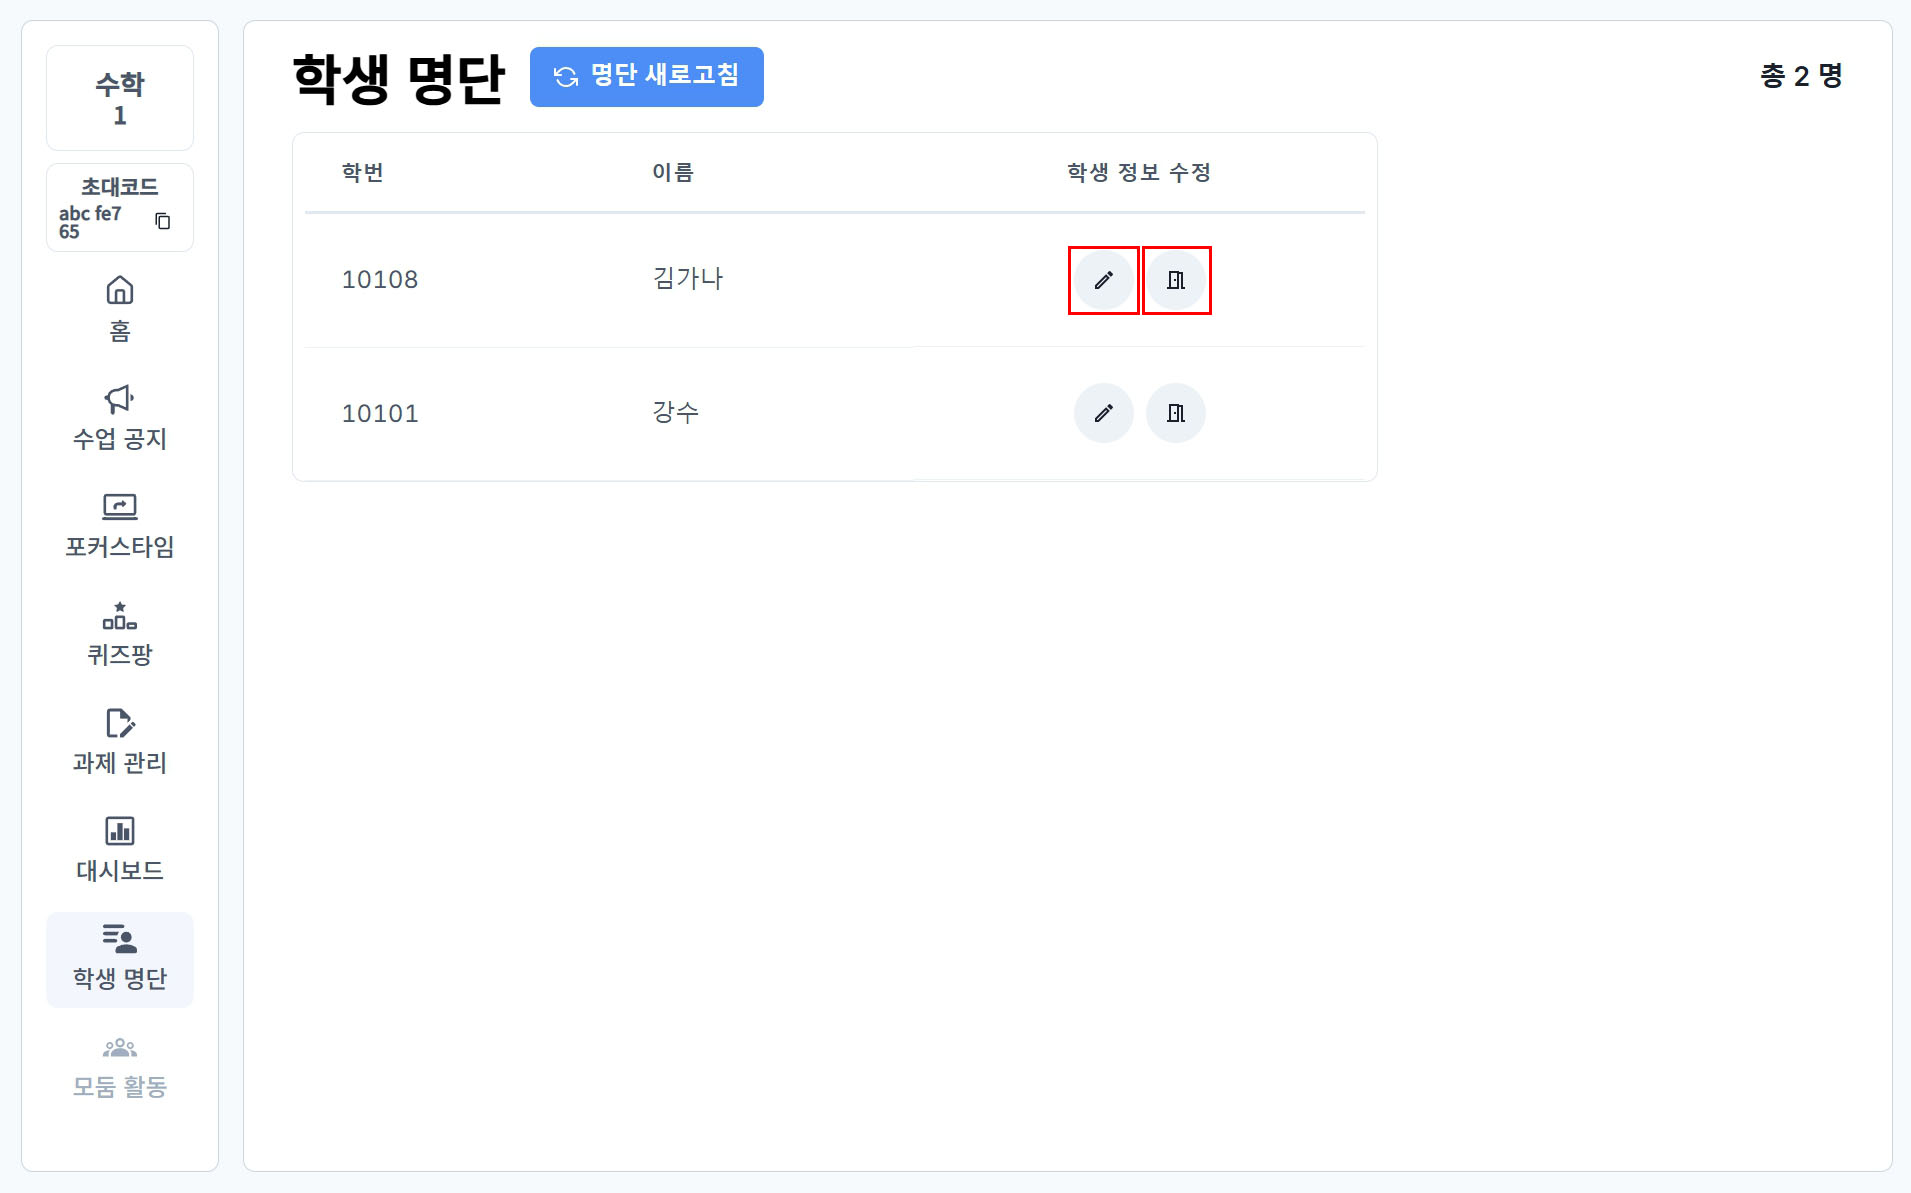 수학
1
초대코드
abc fe7
65
홈
수업 공지
포커스타임
퀴즈팡
과제 관리
대시보드
학생 명단
모둠 활동
학생 명단
명단 새로고침
총 2 명
학번 이름 학생 정보 수정
10108 김가나
10101 강수